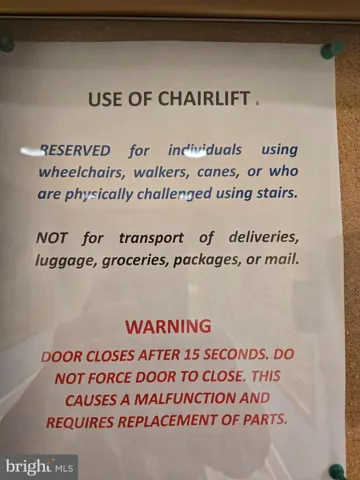 USE OF CHAIRLIFT.
RESERVED for individuals using
wheelchairs, walkers, canes, or who
are physically challenged using stairs.
NOT for transport of deliveries,
luggage, groceries, packages, or mail.
WARNING
DOOR CLOSES AFTER 15 SECONDS. DO
NOT FORCE DOOR TO CLOSE. THIS
CAUSES A MALFUNCTION AND
REQUIRES REPLACEMENT OF PARTS.
bright MLS